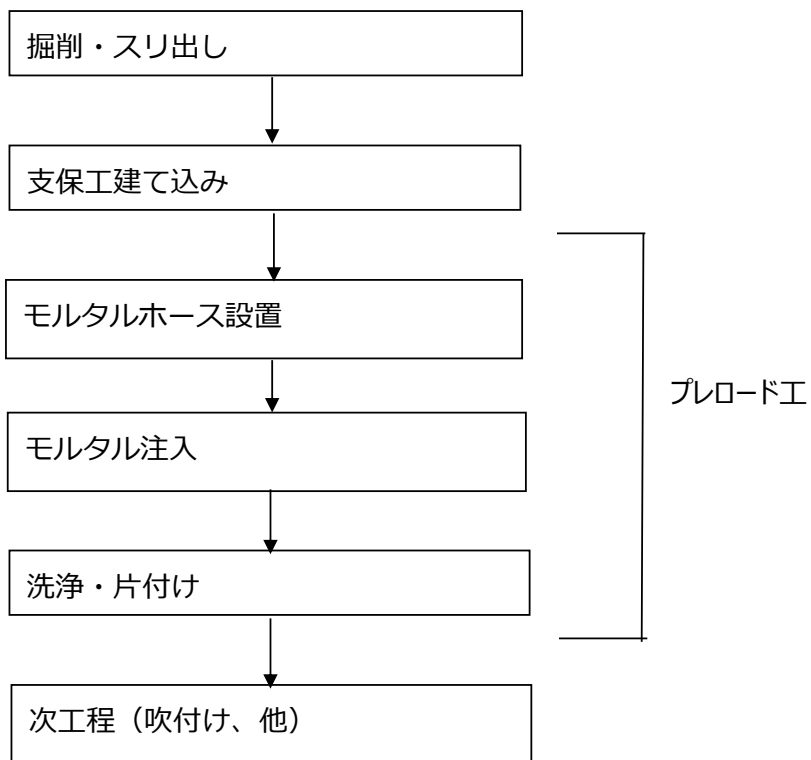 掘削・スリ出し
支保工建て込み
モルタルホース設置
モルタル注入
プレロード工
洗浄・片付け
次工程（吹付け、他）